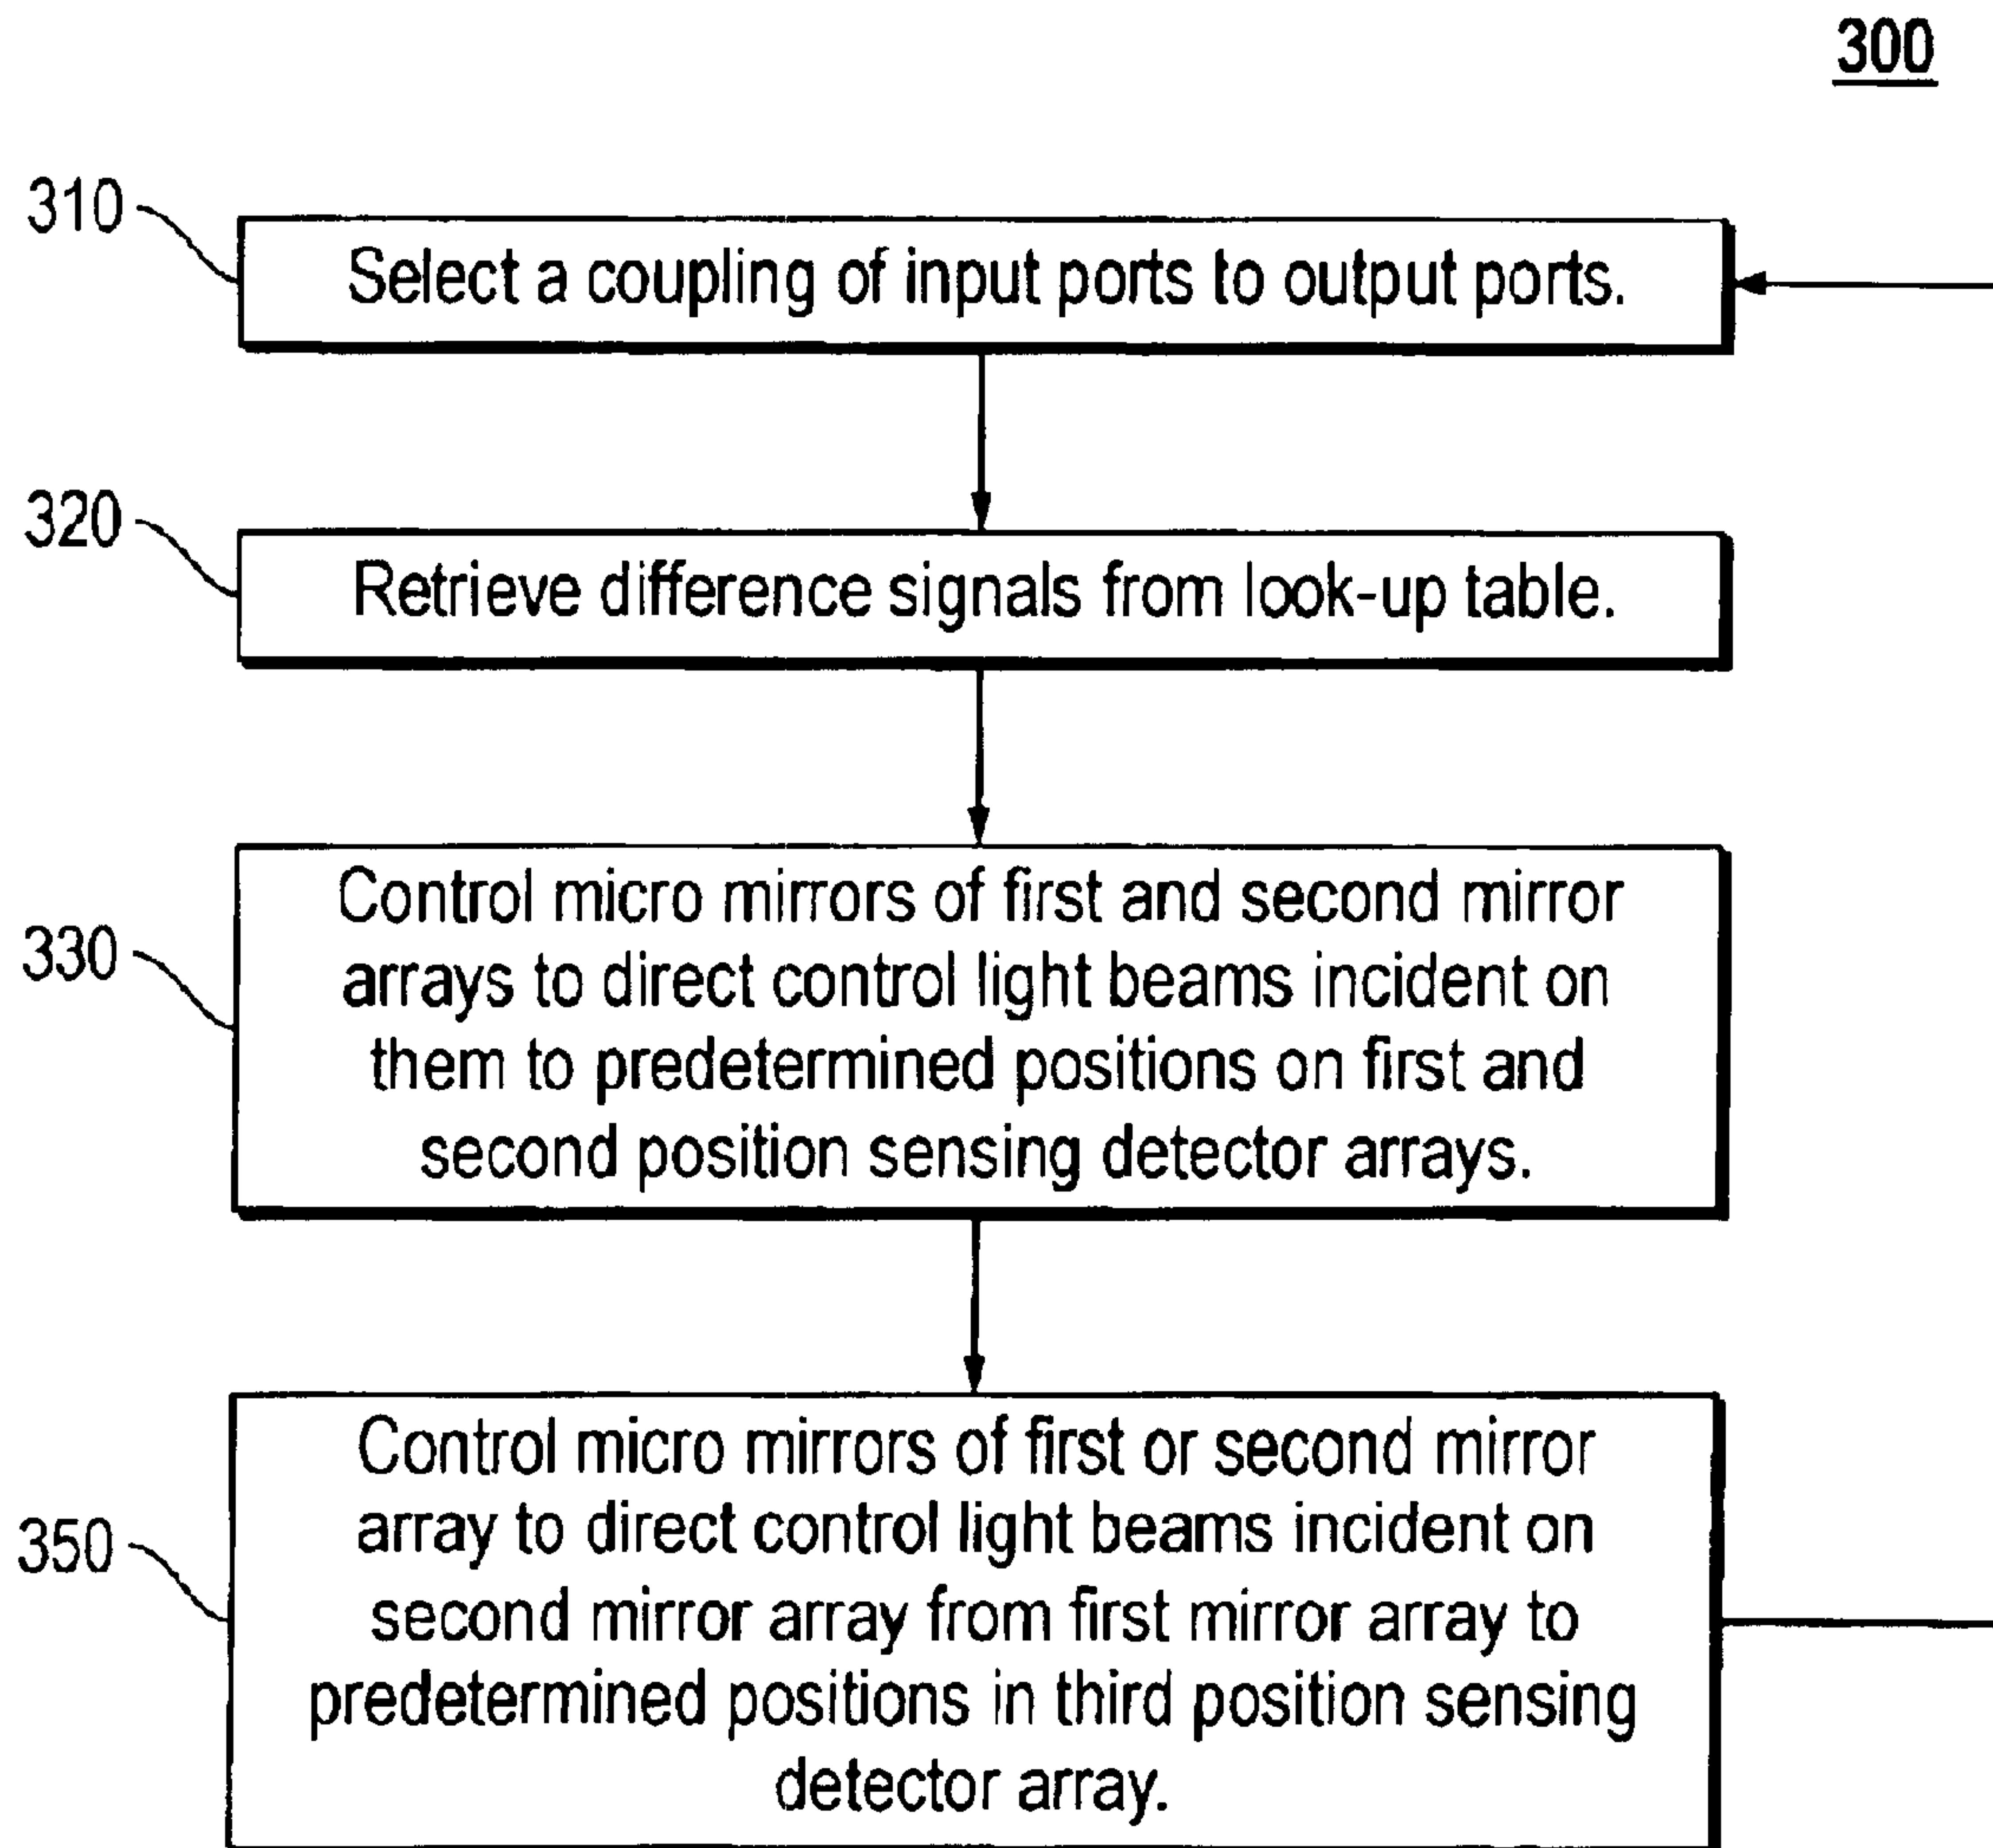 300
310
Select a coupling of input ports to output ports.
320
Retrieve difference signals from look-up table.
330
Control micro mirrors of first and second mirror
arrays to direct control light beams incident on
them to predetermined positions on first and
second position sensing detector arrays.
350
Control micro mirrors of first or second mirror
array to direct control light beams incident on
second mirror array from first mirror array to
predetermined positions in third position sensing
detector array.